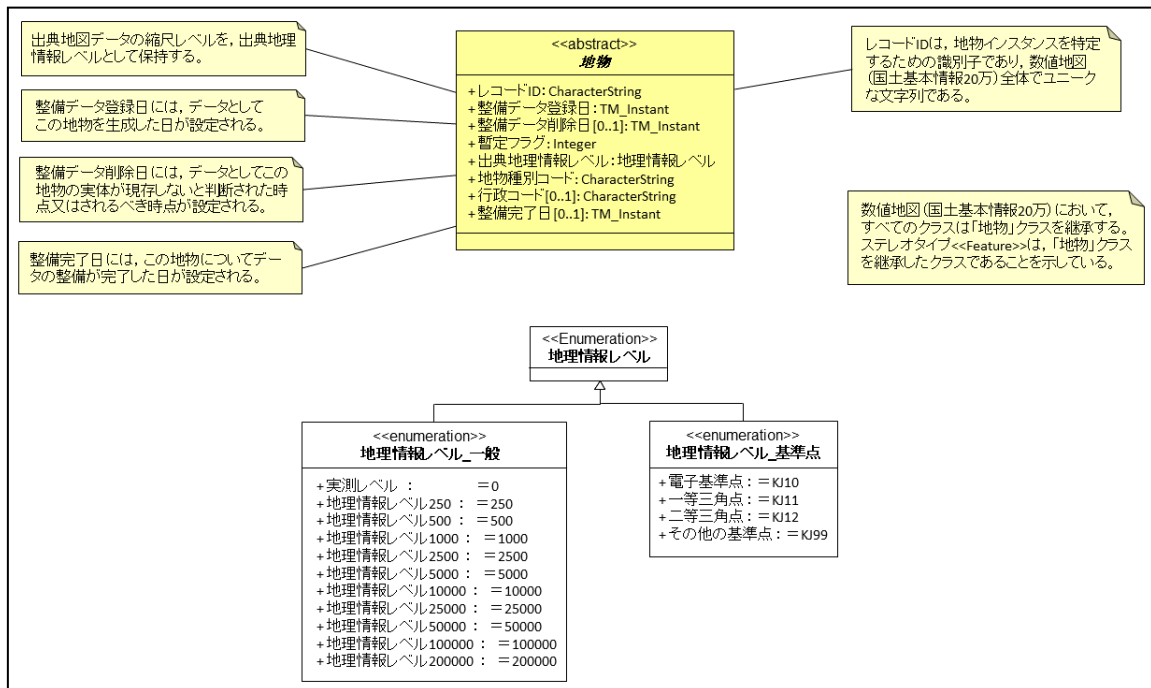 出典地図データの縮尺レベルを，出典地理
情報レベルとして保持する。
整備データ登録日には，データとして
この地物を生成した日が設定される。
整備データ削除日には，データとしてこの
地物の実体が現存しないと判断された時
点又はされるべき時点が設定される。
整備完了日には，この地物についてデー
タの整備が完了した日が設定される。
<<abstract>>
地物
+レコードID：CharacterString
+整備データ登録日：TM_Instant
+整備データ削除日[0..1]：TM_Instant
+暫定フラグ：Integer
+出典地理情報レベル：地理情報レベル
+地物種別コード：CharacterString
+行政コード[0..1]：CharacterString
+整備完了日[0..1]：TM_Instant
レコードIDは，地物インスタンスを特定
するための識別子であり，数値地図
（国土基本情報20万）全体でユニーク
な文字列である。
数値地図（国土基本情報20万）において，
すべてのクラスは「地物」クラスを継承する。
ステレオタイプ<<Feature>>は，「地物」クラス
を継承したクラスであることを示している。
<<Enumeration>>
地理情報レベル
<<enumeration>>
地理情報レベル_一般
+実測レベル： ＝0
+地理情報レベル250：＝250
+地理情報レベル500：＝500
+地理情報レベル1000：＝1000
+地理情報レベル2500：＝2500
+地理情報レベル5000：＝5000
+地理情報レベル10000：＝10000
+地理情報レベル25000：＝25000
+地理情報レベル50000：＝50000
+地理情報レベル100000：＝100000
+地理情報レベル200000：＝200000
<<enumeration>>
地理情報レベル_基準点
+電子基準点：＝KJ10
+一等三角点：＝KJ11
+二等三角点：＝KJ12
+その他の基準点：＝KJ99